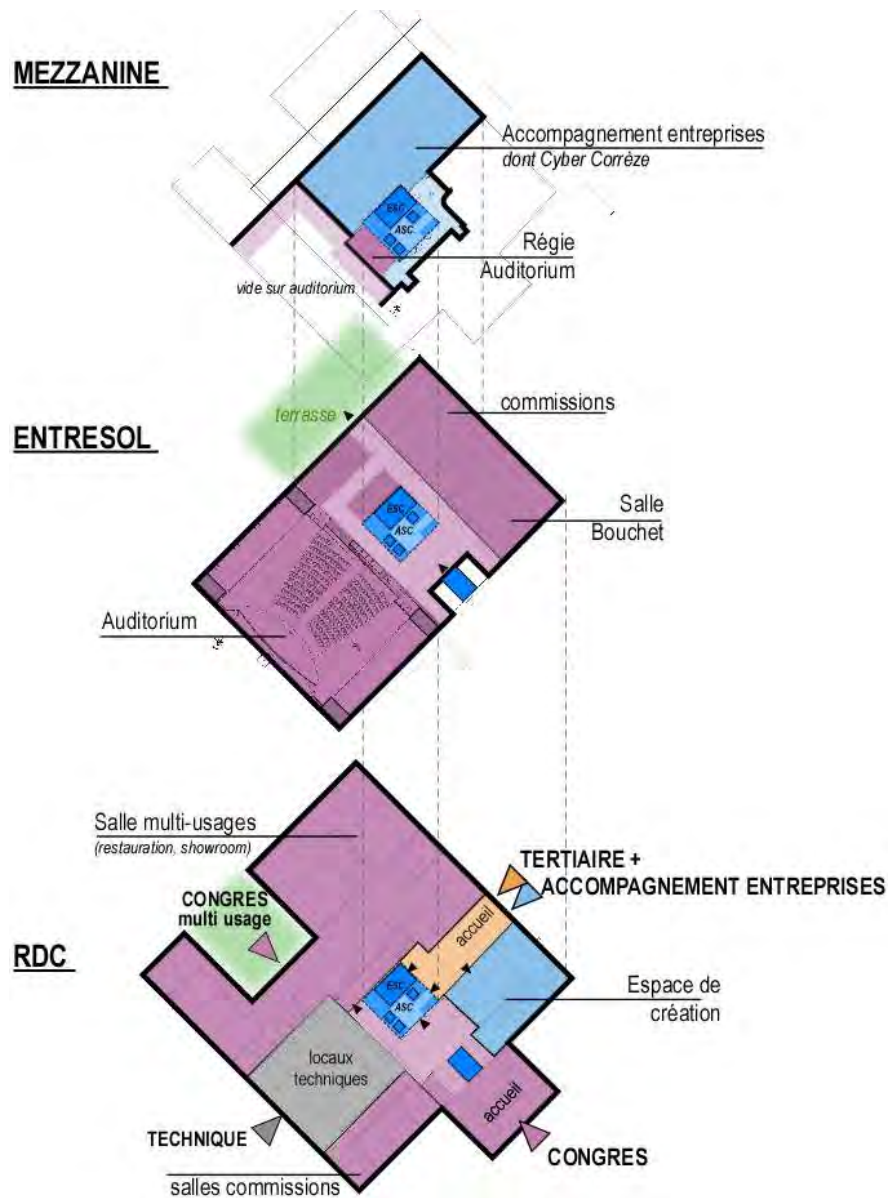 MEZZANINE
Accompagnement entreprises
dont Cyber Corrèze
ESC
ASC
Régie
Auditorium
vide sur auditorium
terrasse
commissions
ENTRESOL
ESC
ASC
Salle
Bouchet
Auditorium
Salle multi-usages
(restauration, showroom)
TERTIAIRE +
ACCOMPAGNEMENT ENTREPRISES
CONGRES
multi usage
accueil
RDC
ESC
ASC
Espace de
création
locaux
techniques
accueil
TECHNIQUE
CONGRES
salles commissions